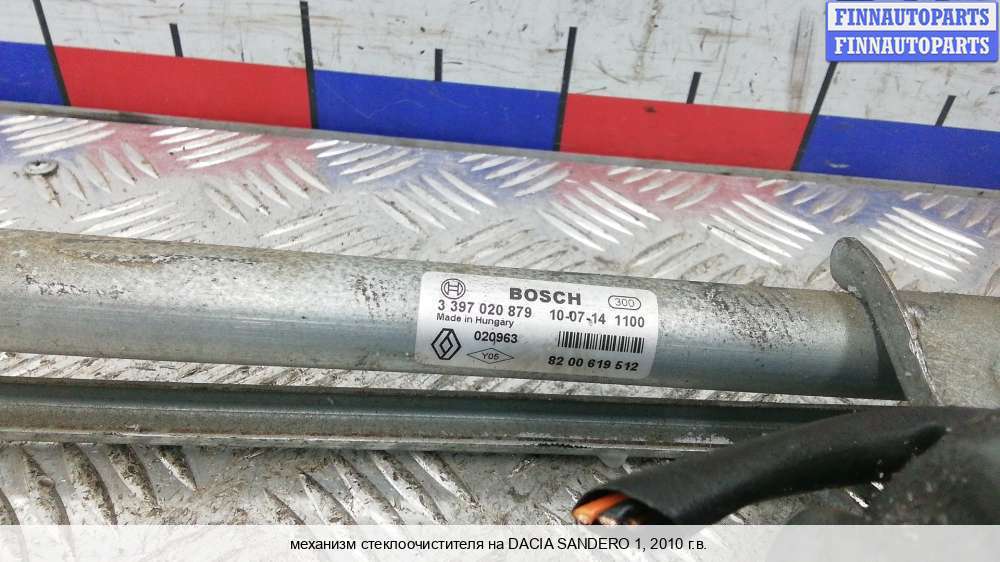 FINNAUTOPARTS
FINNAUTOPARTS
BOSCH 300
3 397 020 879 10-07-14 1100
Made in Hungary
020963
Y05 82 00 619 512
механизм стеклоочистителя на DACIA SANDERO 1, 2010 г.в.